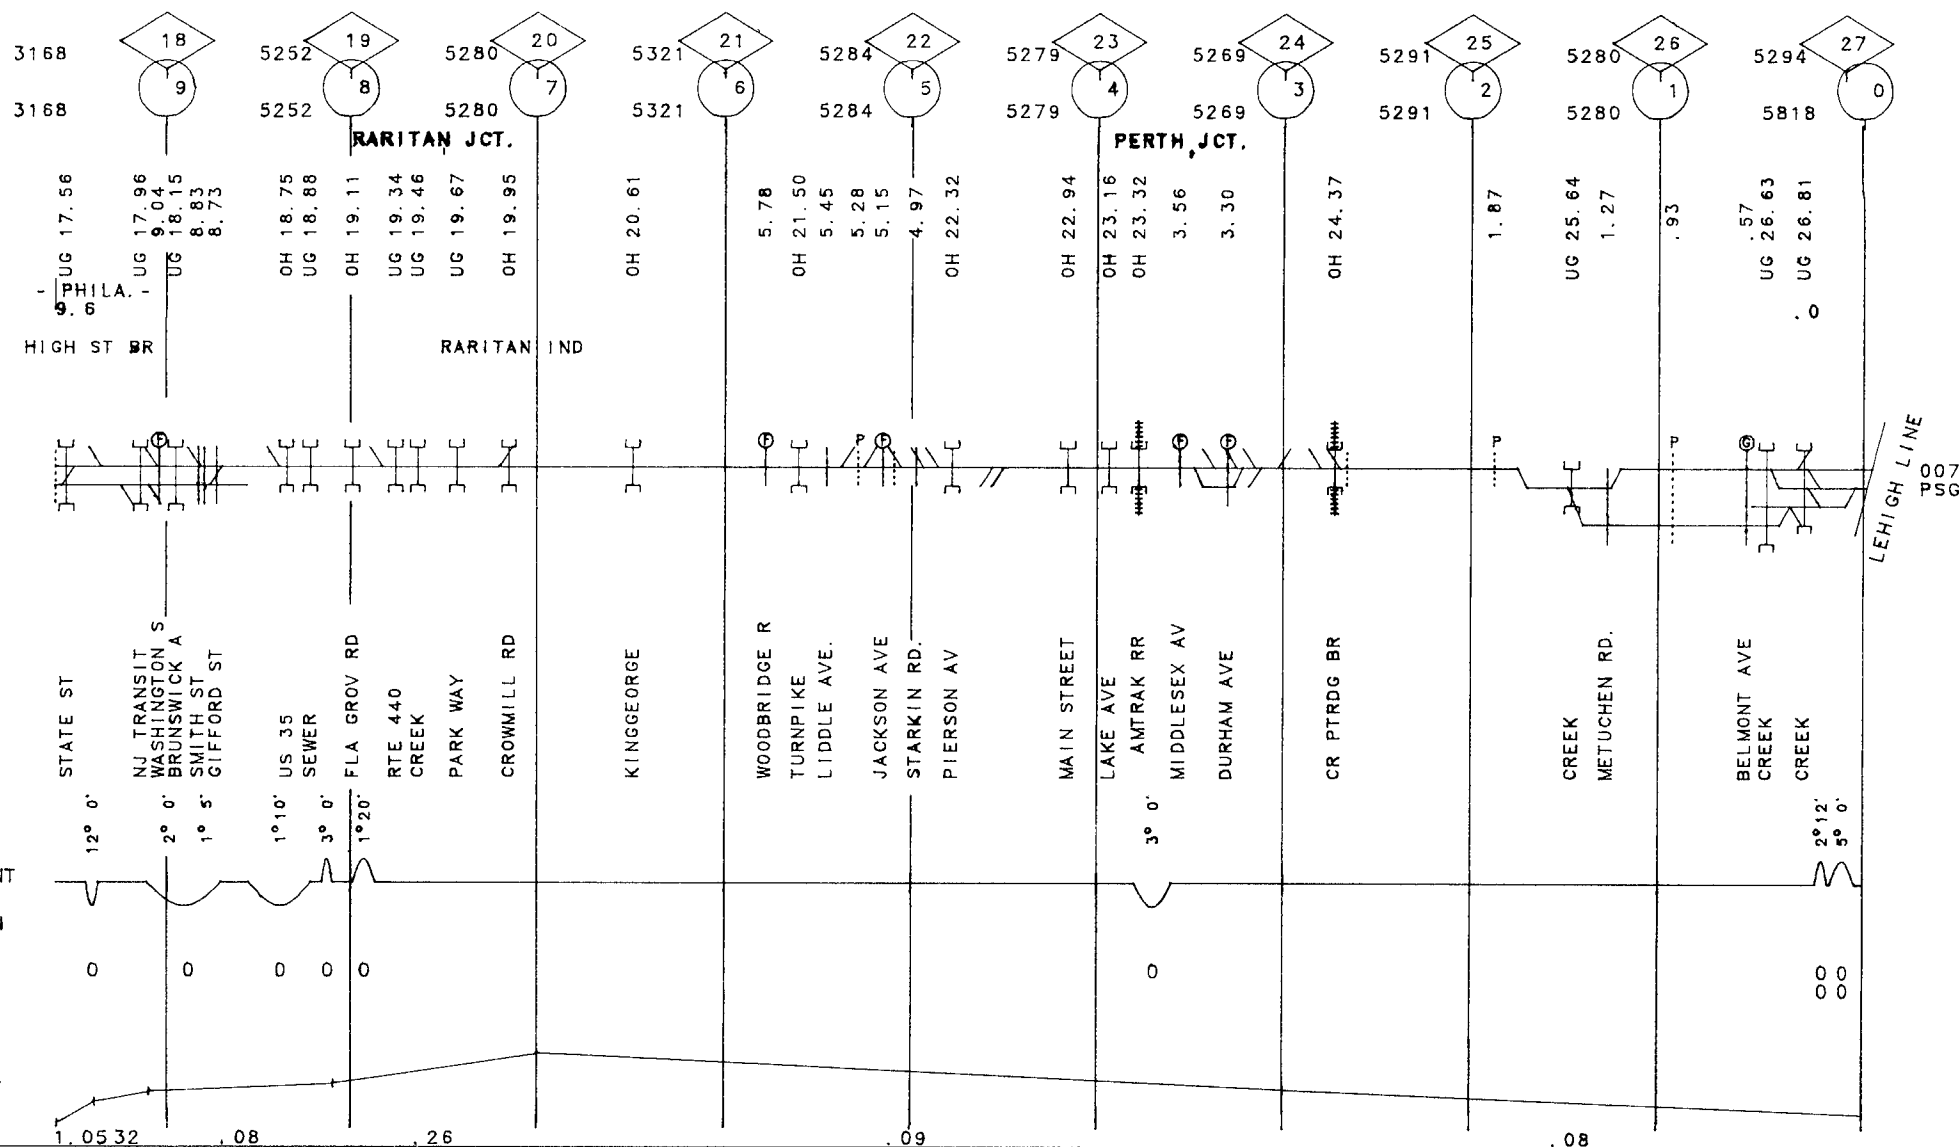 3168 18 5252 19 5280 20 5321 21 5284 22 5279 23 5269 24 5291 25 5280 26 5294 27
9 8 7 6 5 4 3 2 1 0
3168 5252 5280 5321 5284 5279 5269 5291 5280 5818
RARITAN JCT. PERTH JCT.
UG 17.56
UG 17.96
9.04
UG 18.15
8.83
8.73
OH 18.75
UG 18.88
OH 19.11
UG 19.34
UG 19.46
UG 19.67
OH 19.95
OH 20.61
5.78
OH 21.50
5.45
5.28
5.15
4.97
OH 22.32
OH 22.94
OH 23.16
OH 23.32
3.56
3.30
OH 24.37
1.87
UG 25.64
1.27
.93
.57
UG 26.63
UG 26.81
- PHILA. -
9.6 .0
HIGH ST BR RARITAN IND
F F P F F F P P G
LEHIGH LINE
007
PSG
STATE ST
NJ TRANSIT
WASHINGTON S
BRUNSWICK A
SMITH ST
GIFFORD ST
US 35
SEWER
FLA GROV RD
RTE 440
CREEK
PARK WAY
CROWMILL RD
KINGGEORGE
WOODBRIDGE R
TURNPIKE
LIDDLE AVE.
JACKSON AVE
STARKIN RD.
PIERSON AV
MAIN STREET
LAKE AVE
AMTRAK RR
MIDDLESEX AV
DURHAM AVE
CR PTRDG BR
CREEK
METUCHEN RD.
BELMONT AVE
CREEK
CREEK
12° 0'
2° 0'
1° 5'
1°10'
3° 0'
1°20'
3° 0'
2°12'
5° 0'
NT
0 0 0 0 0 0 0 0
0 0
1.0532 .08 .26 .09 .08